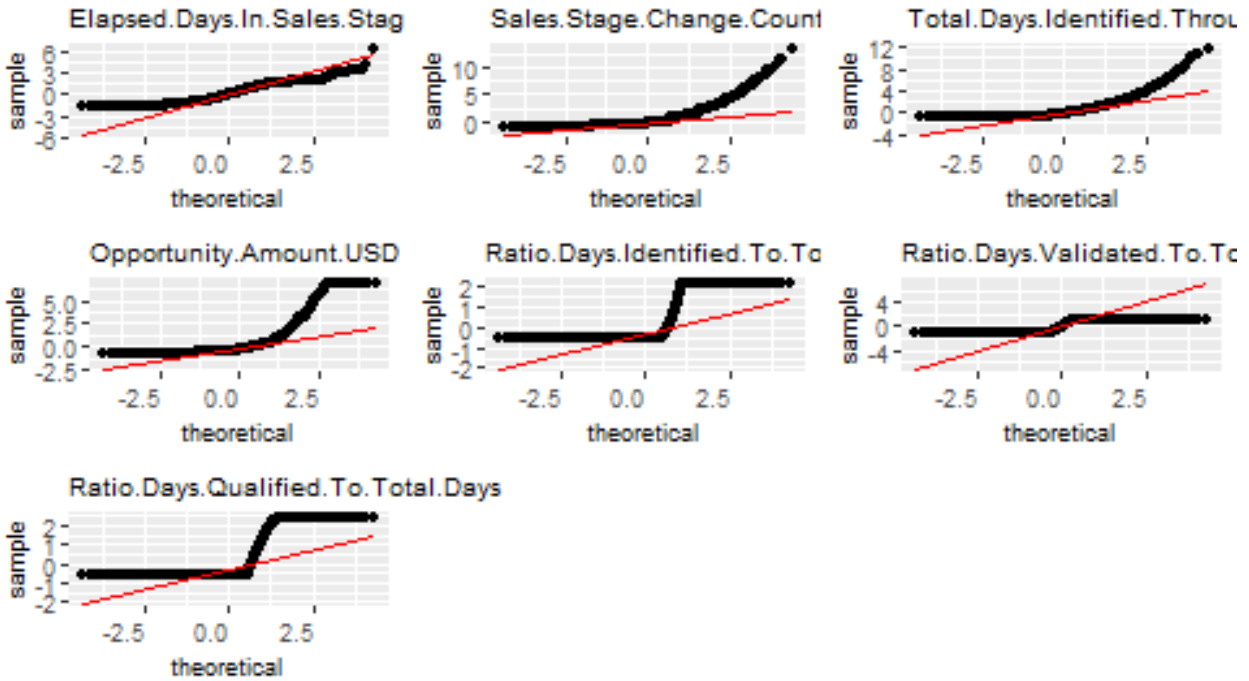 Elapsed.Days.In.Sales.Stag
6
3
0
-3
-6
sample
-2.5 0.0 2.5
theoretical
Sales.Stage.Change.Count
10
5
0
sample
-2.5 0.0 2.5
theoretical
Total.Days.Identified.Throu
12
8
4
0
-4
sample
-2.5 0.0 2.5
theoretical
Opportunity.Amount.USD
5.0
2.5
0.0
-2.5
sample
-2.5 0.0 2.5
theoretical
Ratio.Days.Identified.To.To
2
1
0
-1
-2
sample
-2.5 0.0 2.5
theoretical
Ratio.Days.Validated.To.To
4
0
-4
sample
-2.5 0.0 2.5
theoretical
Ratio.Days.Qualified.To.Total.Days
2
1
0
-1
-2
sample
-2.5 0.0 2.5
theoretical